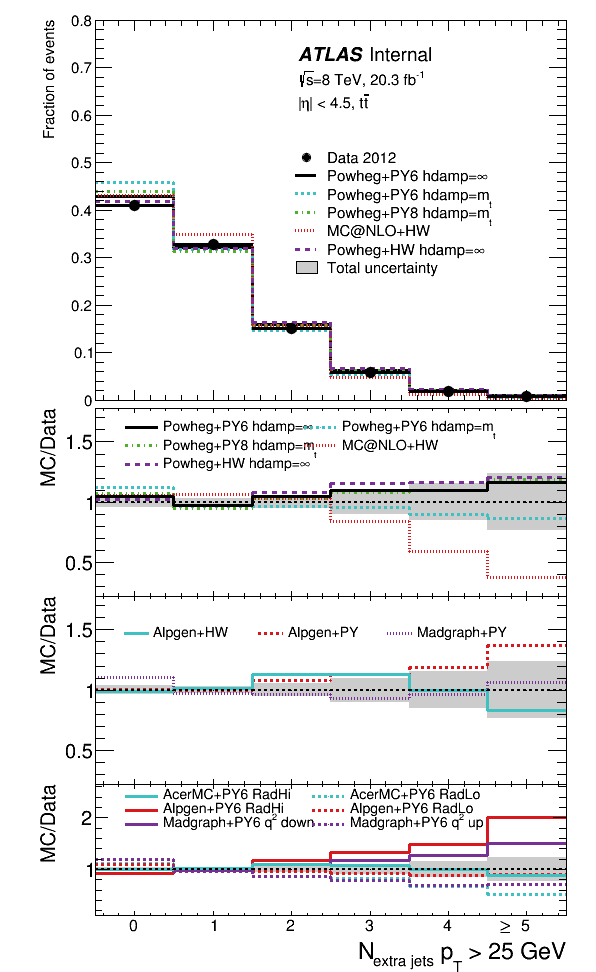 0.8
ATLAS Internal
√s=8 TeV, 20.3 fb⁻¹
0.7
|η| < 4.5, tt̄
Fraction of events
0.6
0.5
Data 2012
Powheg+PY6 hdamp=∞
Powheg+PY6 hdamp=m_t
0.4
Powheg+PY8 hdamp=m_t
MC@NLO+HW
Powheg+HW hdamp=∞
0.3
Total uncertainty
0.2
0.1
0
Powheg+PY6 hdamp=∞ Powheg+PY6 hdamp=m_t
Powheg+PY8 hdamp=m_t MC@NLO+HW
Powheg+HW hdamp=∞
MC/Data
1.5
1
0.5
Alpgen+HW Alpgen+PY Madgraph+PY
MC/Data
1.5
1
0.5
AcerMC+PY6 RadHi AcerMC+PY6 RadLo
Alpgen+PY6 RadHi Alpgen+PY6 RadLo
Madgraph+PY6 q² down Madgraph+PY6 q² up
MC/Data
2
1
0 1 2 3 4 ≥ 5
N_extra jets p_T > 25 GeV